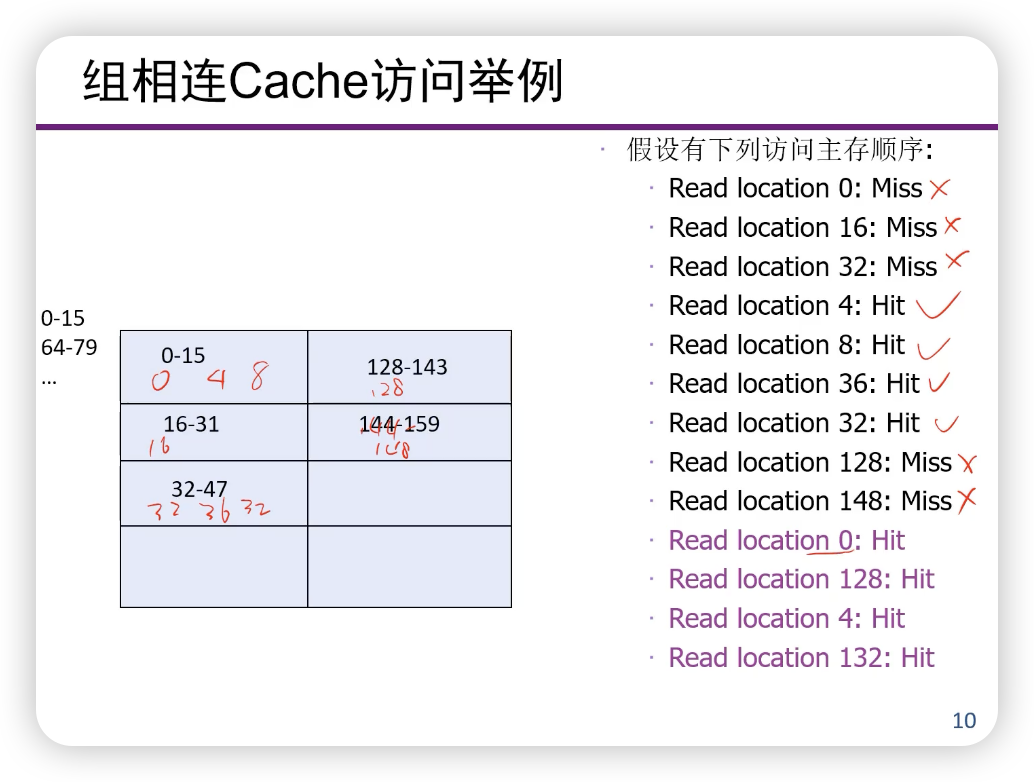 组相连Cache访问举例
· 假设有下列访问主存顺序:
· Read location 0: Miss ×
· Read location 16: Miss ×
· Read location 32: Miss ×
· Read location 4: Hit ✓
· Read location 8: Hit ✓
· Read location 36: Hit ✓
· Read location 32: Hit ✓
· Read location 128: Miss ×
· Read location 148: Miss ×
· Read location 0: Hit
· Read location 128: Hit
· Read location 4: Hit
· Read location 132: Hit
0-15
64-79
...
0-15
0 4 8
128-143
128
16-31
16
144-159
32-47
32 36 32
10